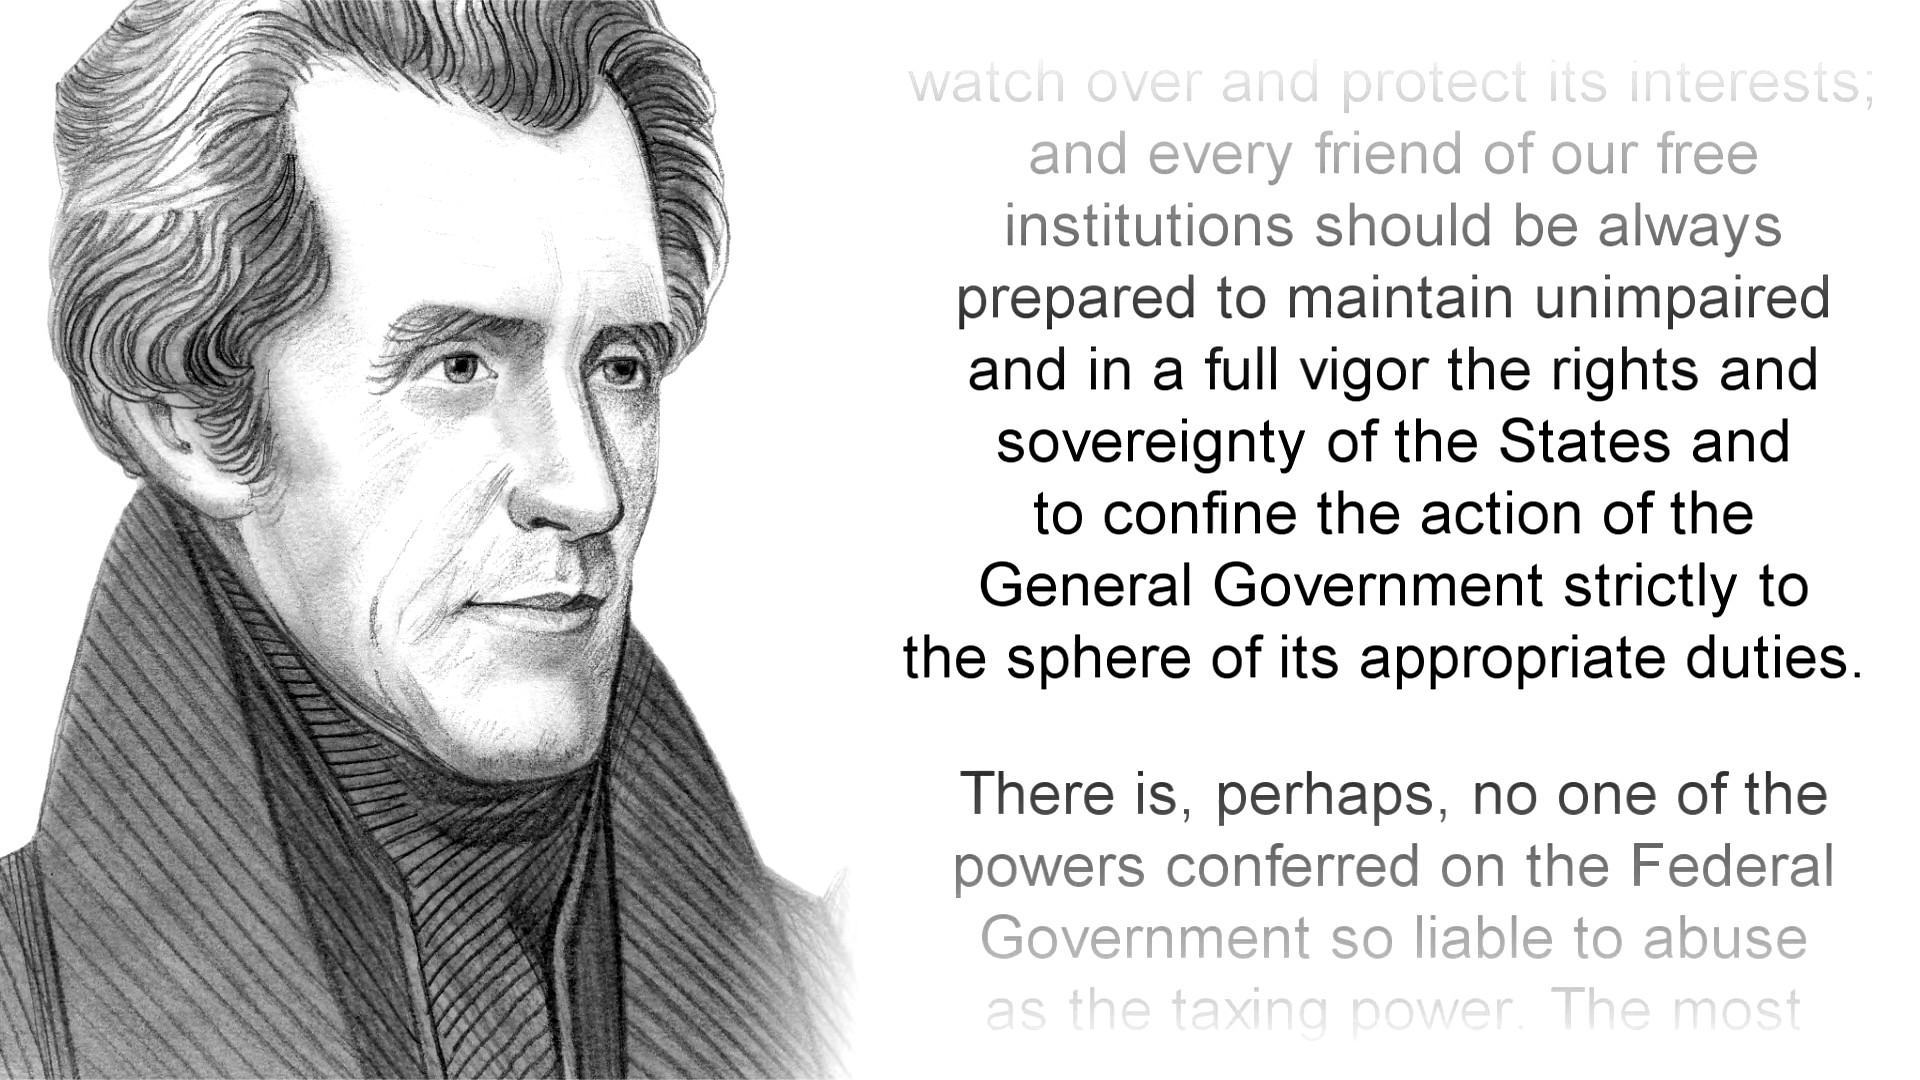 watch over and protect its interests;
and every friend of our free
institutions should be always
prepared to maintain unimpaired
and in a full vigor the rights and
sovereignty of the States and
to confine the action of the
General Government strictly to
the sphere of its appropriate duties.
There is, perhaps, no one of the
powers conferred on the Federal
Government so liable to abuse
as the taxing power. The most